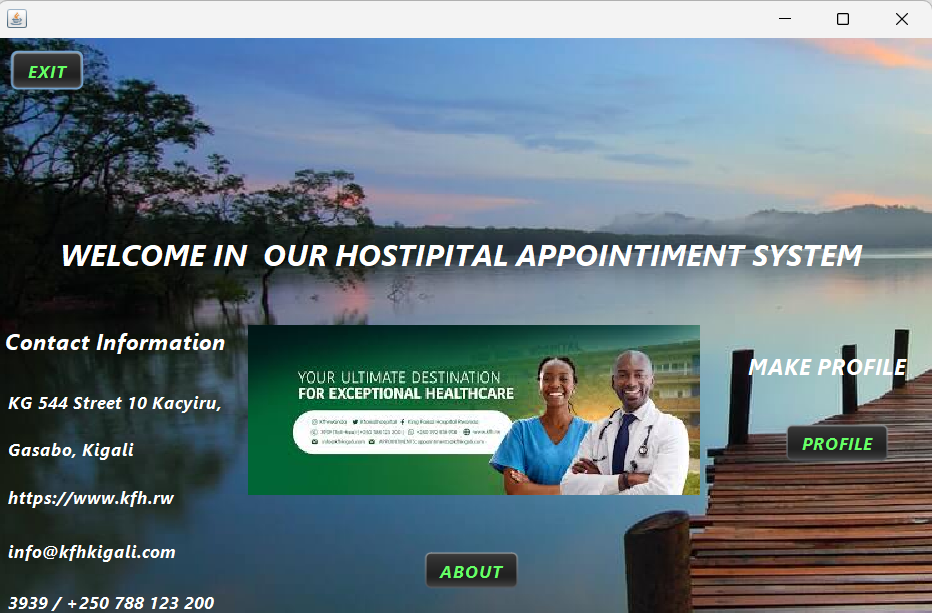 EXIT
WELCOME IN OUR HOSTIPITAL APPOINTIMENT SYSTEM
Contact Information
KG 544 Street 10 Kacyiru,
Gasabo, Kigali
https://www.kfh.rw
info@kfhkigali.com
3939 / +250 788 123 200
YOUR ULTIMATE DESTINATION
FOR EXCEPTIONAL HEALTHCARE
MAKE PROFILE
PROFILE
ABOUT